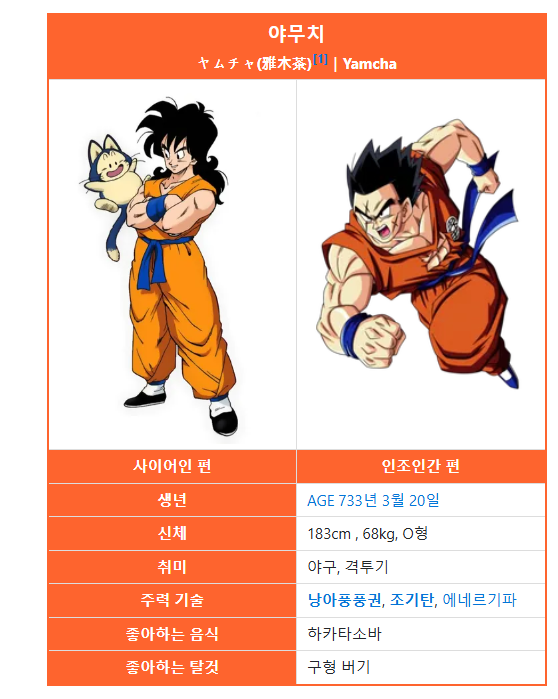 야무치
ヤムチャ(雅木茶)[1] | Yamcha
사이어인 편 인조인간 편
생년 AGE 733년 3월 20일
신체 183cm , 68kg, O형
취미 야구, 격투기
주력 기술 낭아풍풍권, 조기탄, 에네르기파
좋아하는 음식 하카타소바
좋아하는 탈것 구형 버기